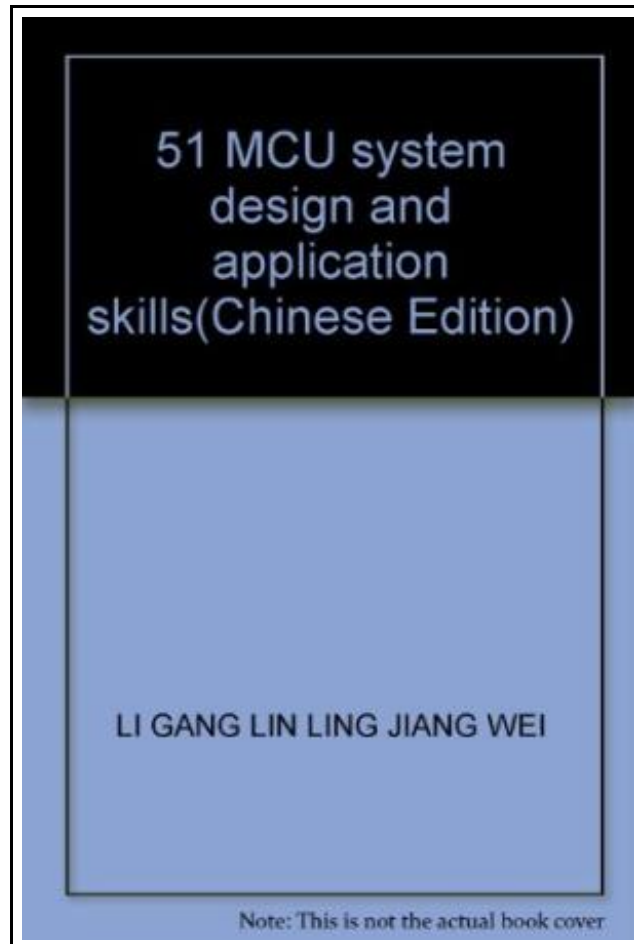 51 MCU system
design and
application
skills(Chinese Edition)
LI GANG LIN LING JIANG WEI
Note: This is not the actual book cover